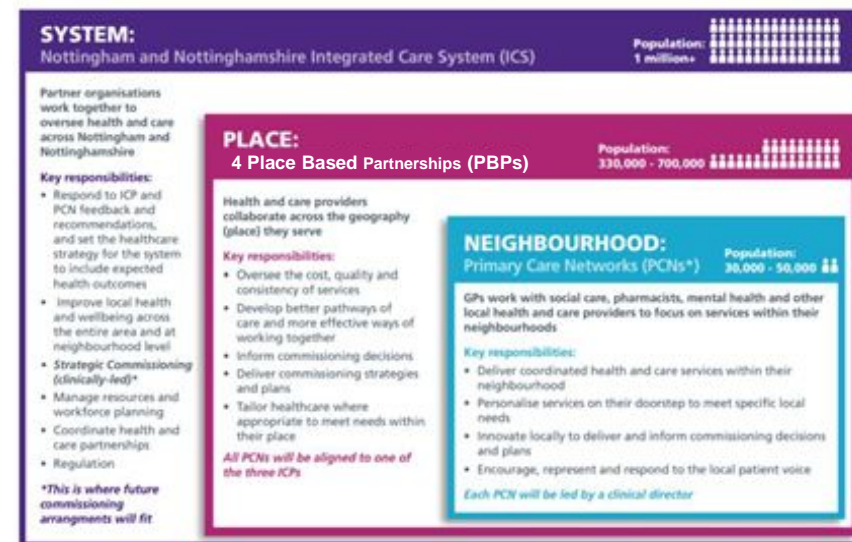 SYSTEM:
Nottingham and Nottinghamshire Integrated Care System (ICS)
Population:
1 million+
Partner organisations
work together to
oversee health and care
across Nottingham and
Nottinghamshire
Key responsibilities:
• Respond to ICP and
PCN feedback and
recommendations,
and set the healthcare
strategy for the system
to include expected
health outcomes
• Improve local health
and wellbeing across
the entire area and at
neighbourhood level
• Strategic Commissioning
(clinically-led)*
• Manage resources and
workforce planning
• Coordinate health and
care partnerships
• Regulation
*This is where future
commissioning
arrangments will fit
PLACE:
4 Place Based Partnerships (PBPs)
Population:
330,000 - 700,000
Health and care providers
collaborate across the geography
(place) they serve
Key responsibilities:
• Oversee the cost, quality and
consistency of services
• Develop better pathways of
care and more effective ways of
working together
• Inform commissioning decisions
• Deliver commissioning strategies
and plans
• Tailor healthcare where
appropriate to meet needs within
their place
All PCNs will be aligned to one of
the three ICPs
NEIGHBOURHOOD:
Primary Care Networks (PCNs*)
Population:
30,000 - 50,000
GPs work with social care, pharmacists, mental health and other
local health and care providers to focus on services within their
neighbourhoods
Key responsibilities:
• Deliver coordinated health and care services within their
neighbourhood
• Personalise services on their doorstep to meet specific local
needs
• Innovate locally to deliver and inform commissioning decisions
and plans
• Encourage, represent and respond to the local patient voice
Each PCN will be led by a clinical director